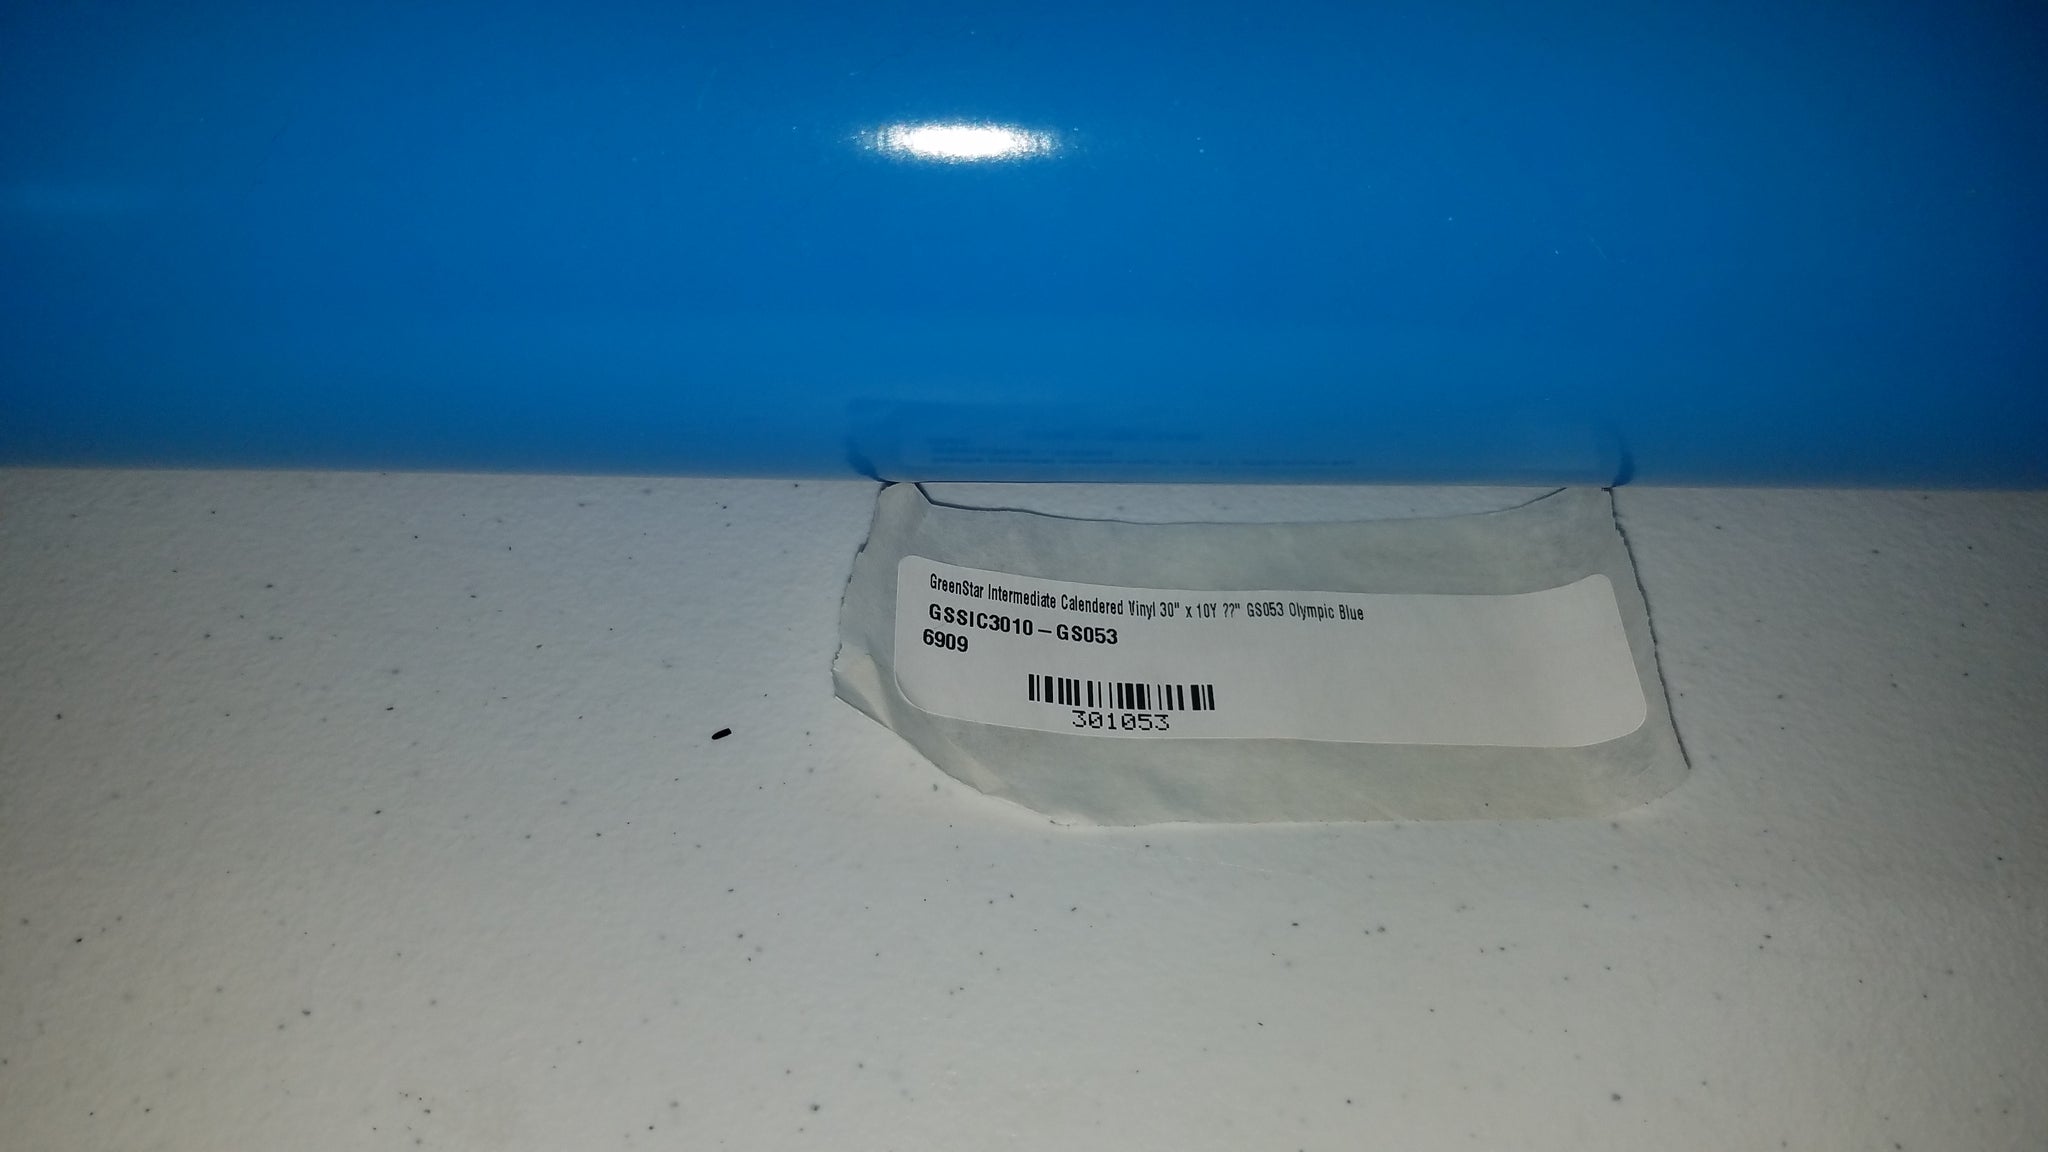 GreenStar Intermediate Calendered Vinyl 30" x 10Y ??" GS053 Olympic Blue
GSSIC3010-GS053
6909
301053